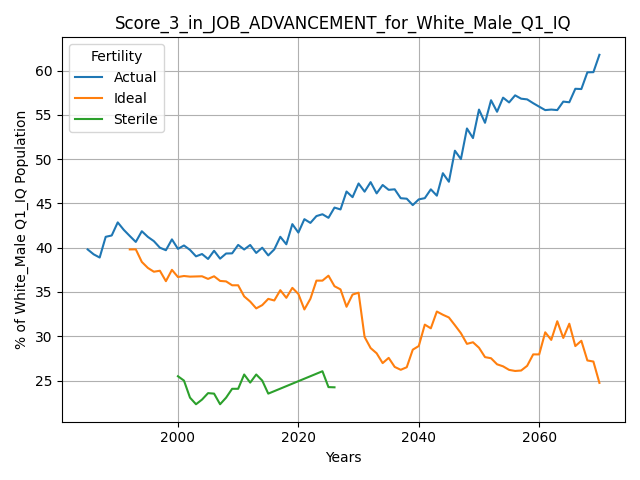 Score_3_in_JOB_ADVANCEMENT_for_White_Male_Q1_IQ
% of White_Male Q1_IQ Population
60
55
50
45
40
35
30
25
Fertility
Actual
Ideal
Sterile
2000
2020
2040
2060
Years